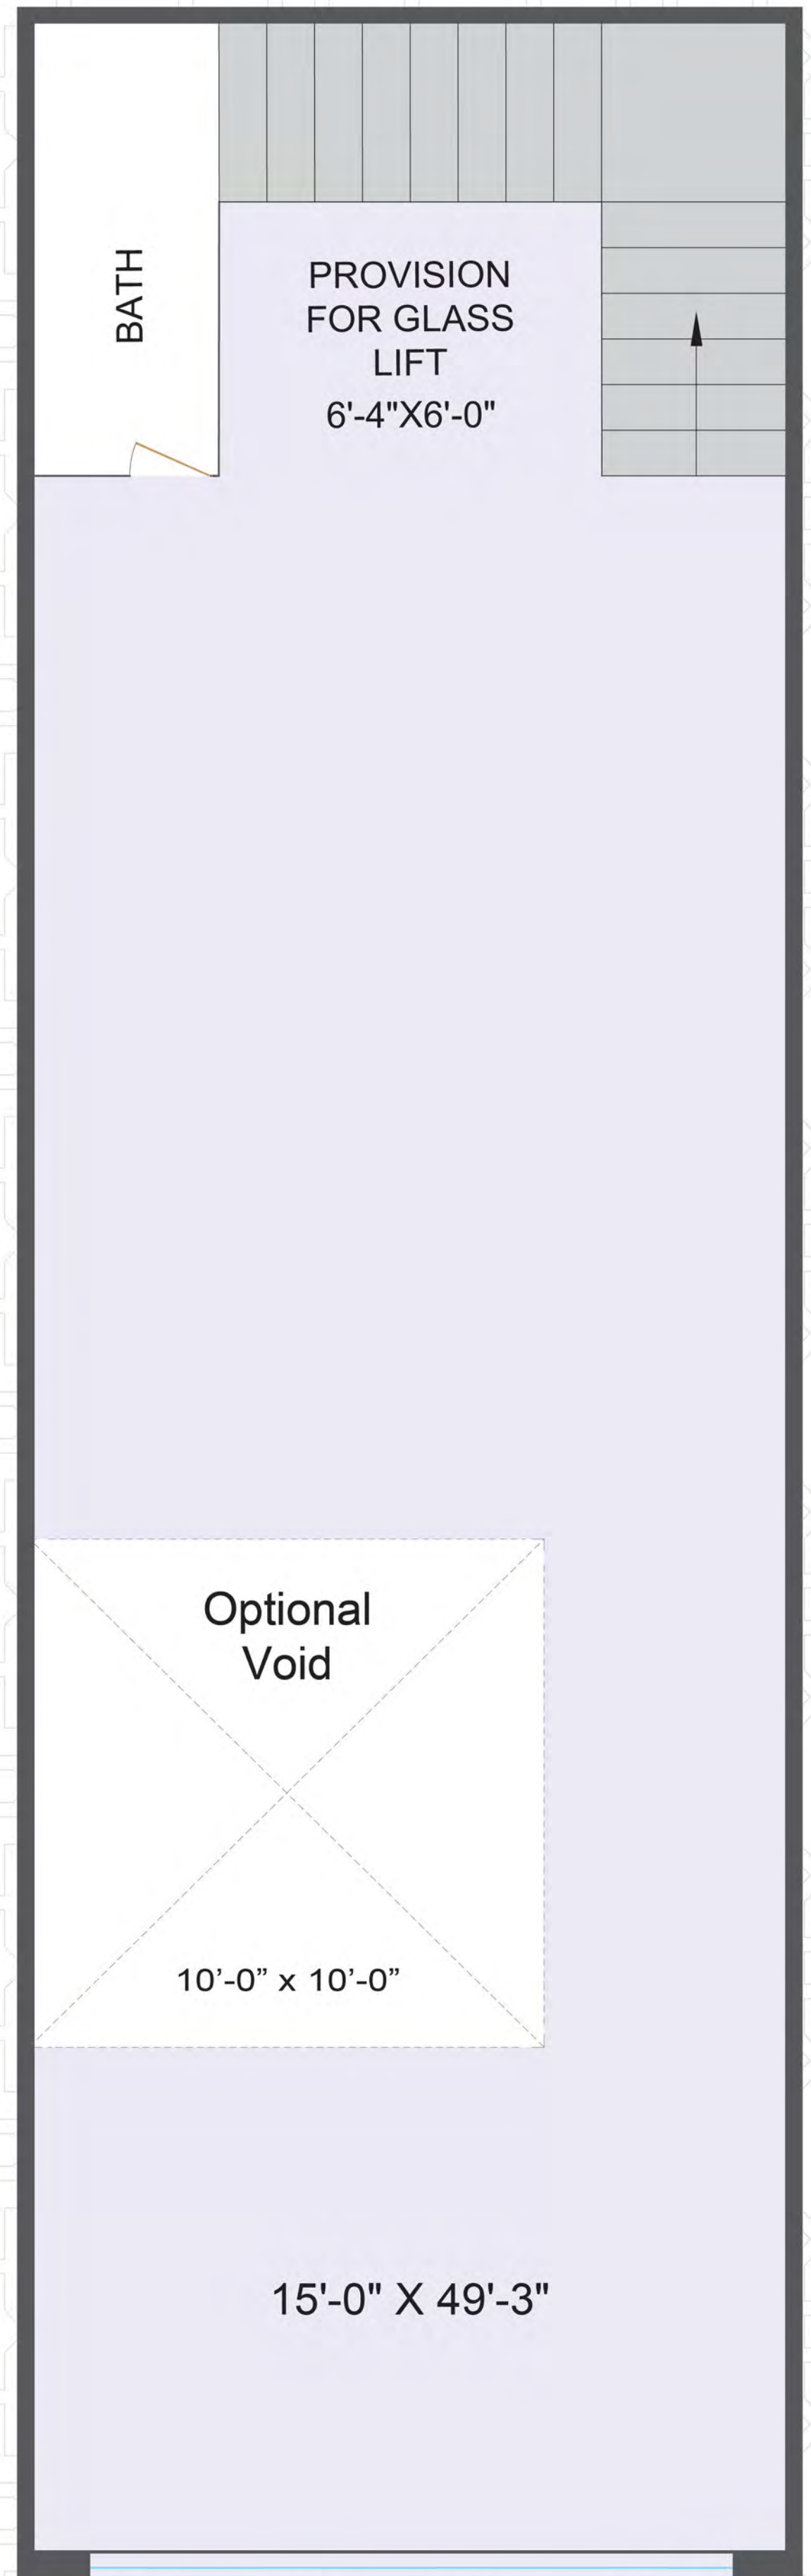 BATH
PROVISION
FOR GLASS
LIFT
6'-4"X6'-0"
Optional
Void
10’-0” x 10’-0”
15'-0" X 49'-3"